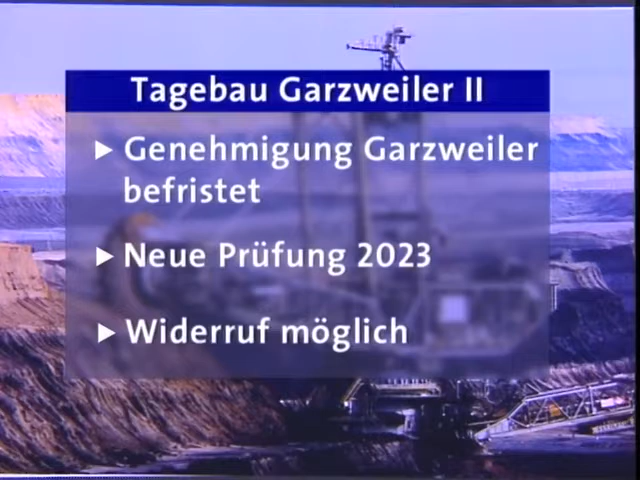 Tagebau Garzweiler II
▶ Genehmigung Garzweiler
befristet
▶ Neue Prüfung 2023
▶ Widerruf möglich